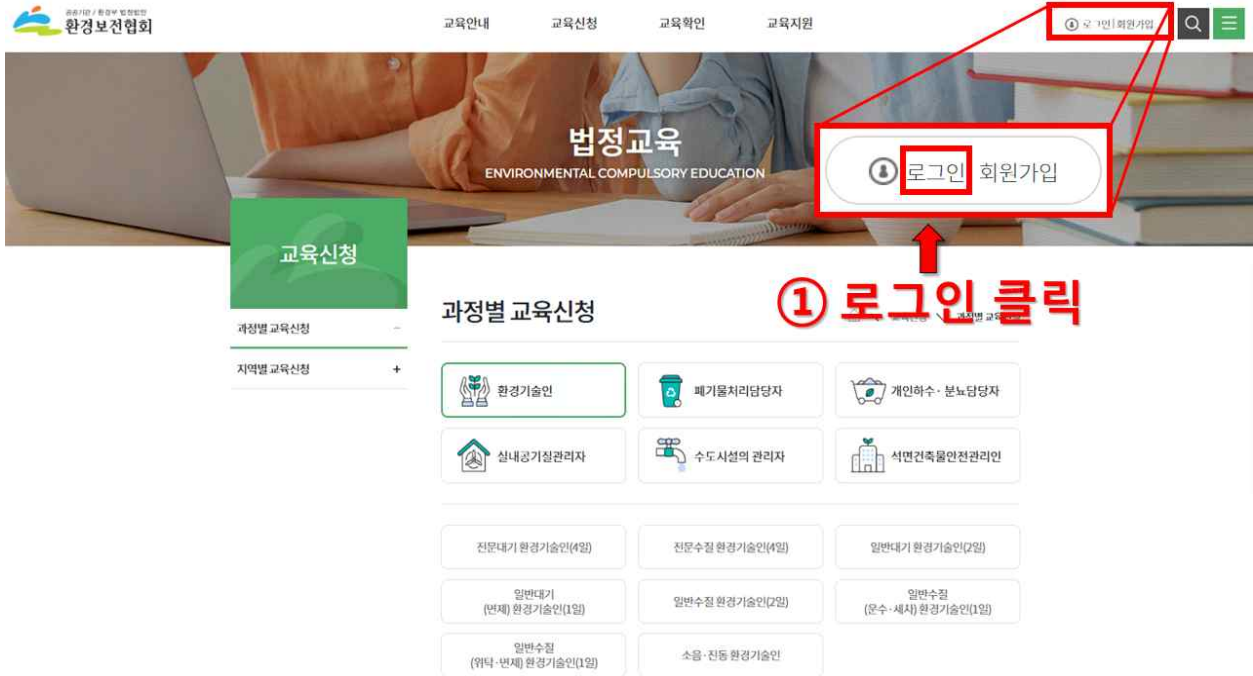 공공기관 / 환경부 법정법인
환경보전협회
교육안내 교육신청 교육확인 교육지원
로그인 | 회원가입
법정교육
ENVIRONMENTAL COMPULSORY EDUCATION
로그인 회원가입
① 로그인 클릭
교육신청
과정별 교육신청 −
지역별 교육신청 +
과정별 교육신청
환경기술인
폐기물처리담당자
개인하수·분뇨담당자
실내공기질관리자
수도시설의 관리자
석면건축물안전관리인
전문대기 환경기술인(4일)
전문수질 환경기술인(4일)
일반대기 환경기술인(2일)
일반대기
(면제) 환경기술인(1일)
일반수질 환경기술인(2일)
일반수질
(운수·세차) 환경기술인(1일)
일반수질
(위탁·면제) 환경기술인(1일)
소음·진동 환경기술인